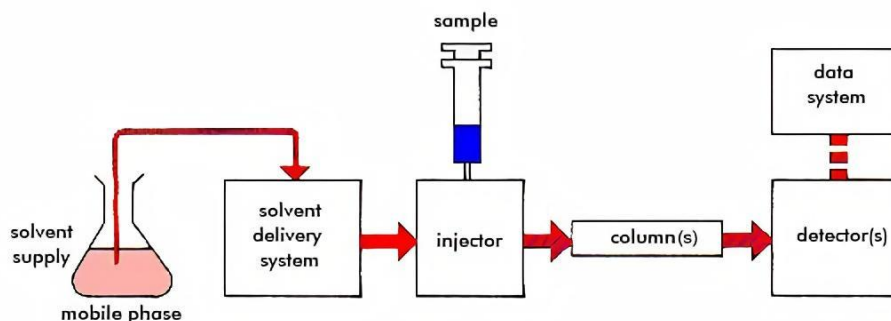 sample
data
system
solvent
supply
mobile phase
solvent
delivery
system
injector
column(s)
detector(s)